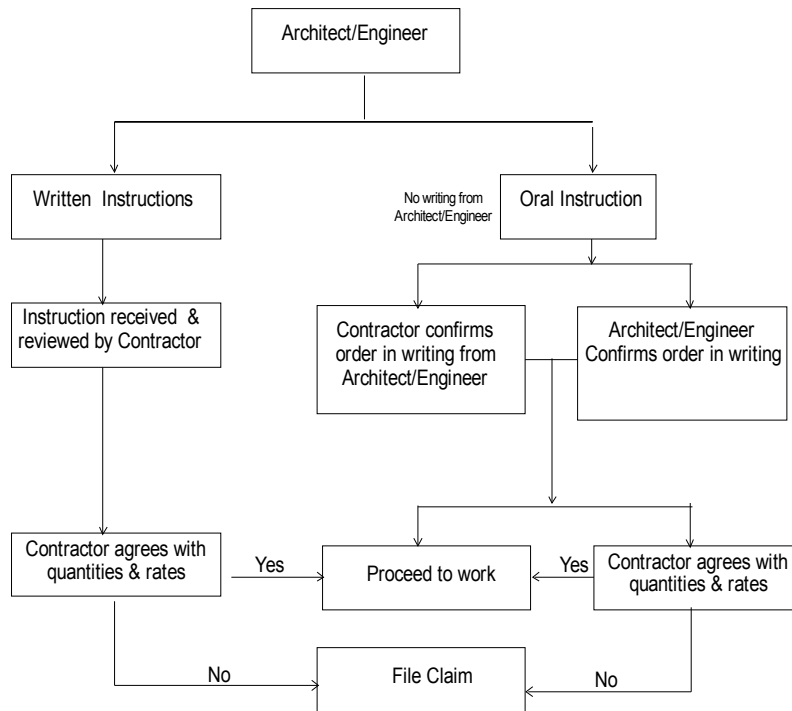 Architect/Engineer
Written Instructions
No writing from
Architect/Engineer
Oral Instruction
Instruction received &
reviewed by Contractor
Contractor confirms
order in writing from
Architect/Engineer
Architect/Engineer
Confirms order in writing
Contractor agrees with
quantities & rates
Yes
Proceed to work
Yes
Contractor agrees with
quantities & rates
No
File Claim
No